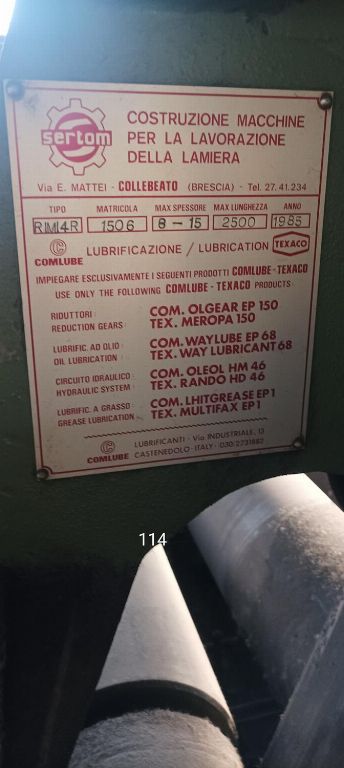 sertom
COSTRUZIONE MACCHINE
PER LA LAVORAZIONE
DELLA LAMIERA
Via E. MATTEI - COLLEBEATO (BRESCIA) - Tel. 27.41.234
TIPO MATRICOLA MAX SPESSORE MAX LUNGHEZZA ANNO
RM14R 1506 8 - 15 2500 1985
C COMLUBE LUBRIFICAZIONE / LUBRICATION TEXACO
IMPIEGARE ESCLUSIVAMENTE I SEGUENTI PRODOTTI COMLUBE-TEXACO
USE ONLY THE FOLLOWING COMLUBE-TEXACO PRODUCTS:
RIDUTTORI: COM. OLGEAR EP 150
REDUCTION GEARS TEX. MEROPA 150
LUBRIFIC. AD OLIO: COM. WAYLUBE EP 68
OIL LUBRICATION: TEX. WAY LUBRICANT 68
CIRCUITO IDRAULICO: COM. OLEOL HM 46
HYDRAULIC SYSTEM: TEX. RANDO HD 46
LUBRIFIC. A GRASSO: COM. LHITGREASE EP1
GREASE LUBRICATION: TEX. MULTIFAX EP1
C COMLUBE LUBRIFICANTI - Via INDUSTRIALE, 13
CASTENEDOLO - ITALY - 030/2731882
114